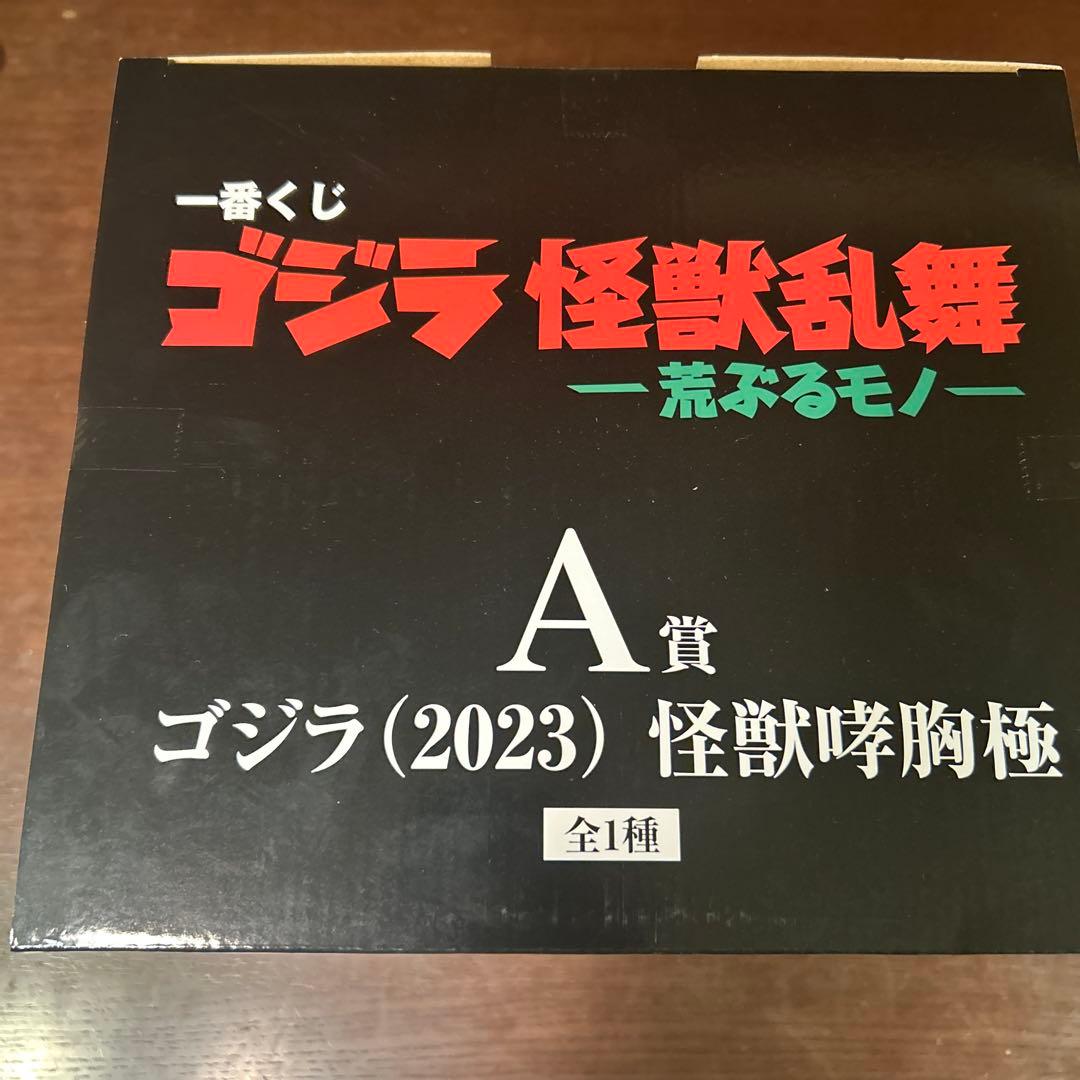 一番くじ
ゴジラ 怪獣乱舞
ー荒ぶるモノー
A賞
ゴジラ(2023) 怪獣哮胸極
全1種